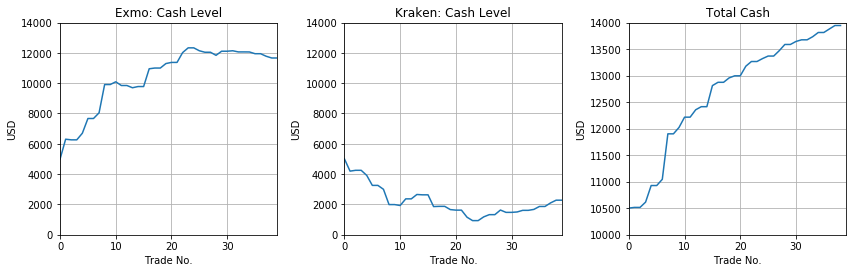 Exmo: Cash Level
14000
12000
10000
8000
6000
4000
2000
0
USD
0 10 20 30
Trade No.
Kraken: Cash Level
14000
12000
10000
8000
6000
4000
2000
0
USD
0 10 20 30
Trade No.
Total Cash
14000
13500
13000
12500
12000
11500
11000
10500
10000
USD
0 10 20 30
Trade No.